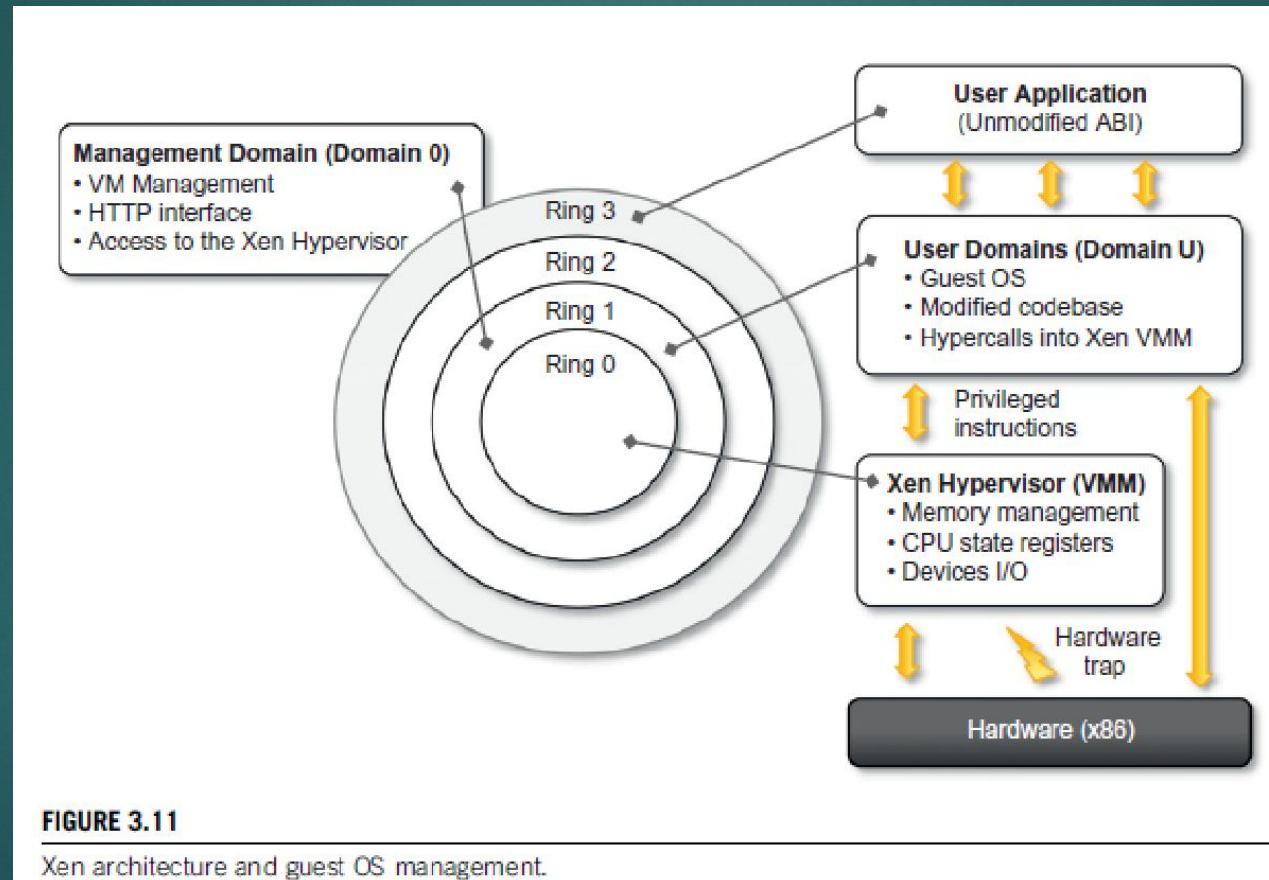 Management Domain (Domain 0)
• VM Management
• HTTP interface
• Access to the Xen Hypervisor
Ring 3
Ring 2
Ring 1
Ring 0
User Application
(Unmodified ABI)
User Domains (Domain U)
• Guest OS
• Modified codebase
• Hypercalls into Xen VMM
Privileged
instructions
Xen Hypervisor (VMM)
• Memory management
• CPU state registers
• Devices I/O
Hardware
trap
Hardware (x86)
FIGURE 3.11
Xen architecture and guest OS management.